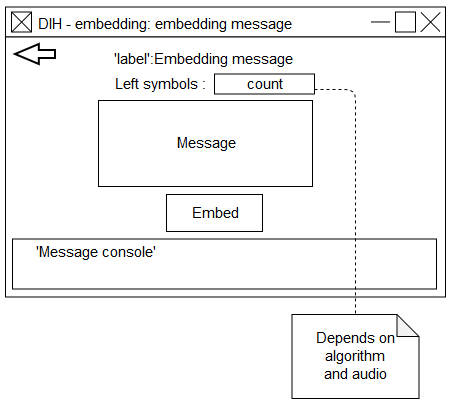 DIH - embedding: embedding message
'label':Embedding message
Left symbols : count
Message
Embed
'Message console'
Depends on
algorithm
and audio